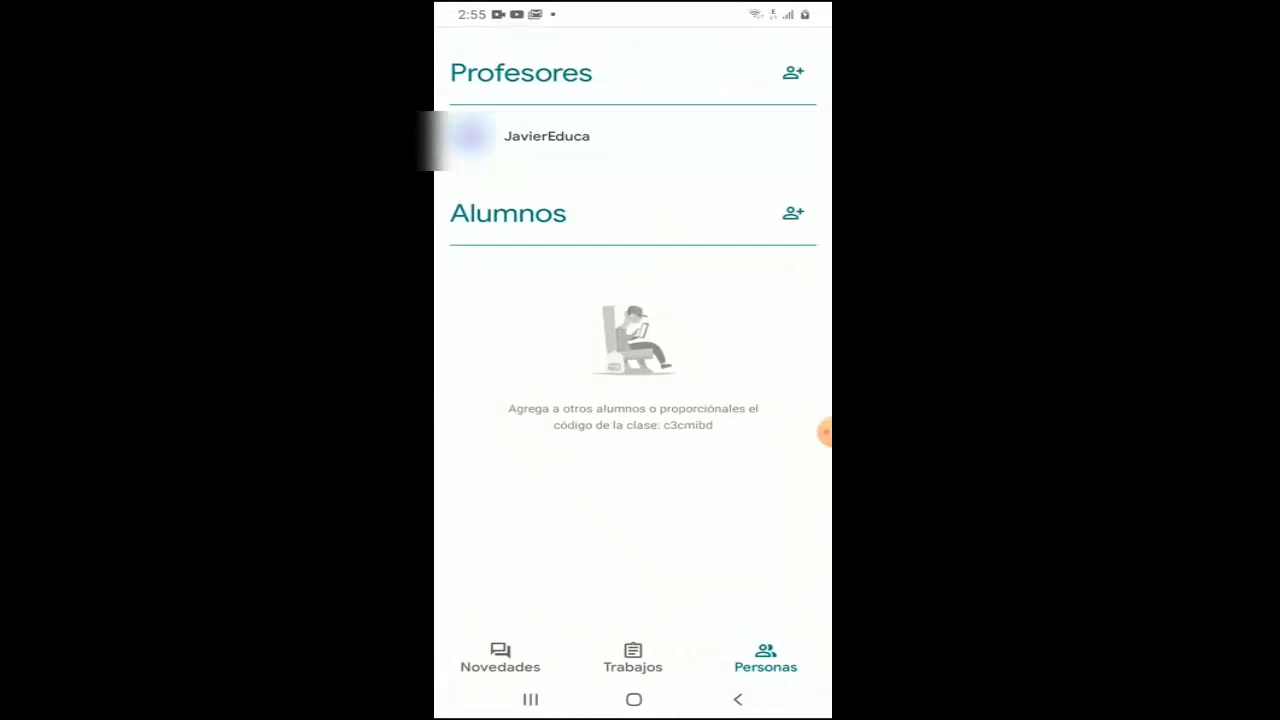 2:55
Profesores
JavierEduca
Alumnos
Agrega a otros alumnos o proporciónales el
código de la clase: c3cmibd
Novedades
Trabajos
Personas